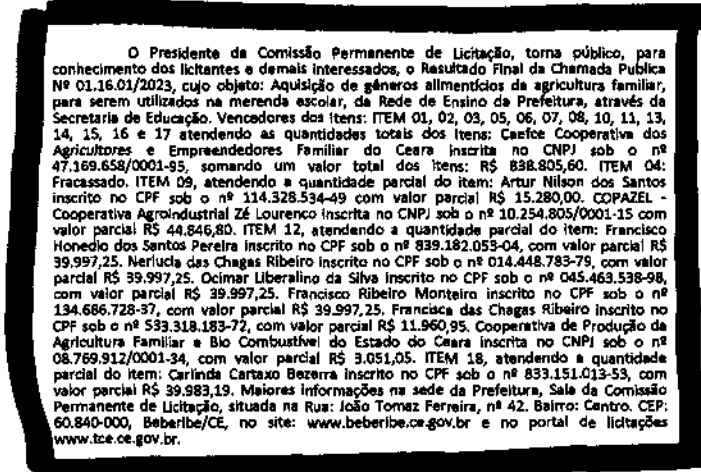 O Presidente da Comissão Permanente de Licitação, torna público, para
conhecimento dos licitantes e demais interessados, o Resultado Final da Chamada Publica
Nº 01.16.01/2023, cujo objeto: Aquisição de gêneros alimentícios da agricultura familiar,
para serem utilizados na merenda escolar, da Rede de Ensino da Prefeitura, através da
Secretaria de Educação. Vencedores dos Itens: ITEM 01, 02, 03, 05, 06, 07, 08, 10, 11, 13,
14, 15, 16 e 17 atendendo as quantidades totais dos Itens: Caefce Cooperativa dos
Agricultores e Empreendedores Familiar do Ceara inscrita no CNPJ sob o nº
47.169.658/0001-95, somando um valor total dos itens: R$ 838.805,60. ITEM 04:
Fracassado. ITEM 09, atendendo a quantidade parcial do item: Artur Nilson dos Santos
inscrito no CPF sob o nº 114.328.534-49 com valor parcial R$ 15.280,00. COPAZEL -
Cooperativa Agroindustrial Zé Lourenco inscrita no CNPJ sob o nº 10.254.805/0001-15 com
valor parcial R$ 44.846,80. ITEM 12, atendendo a quantidade parcial do item: Francisco
Honedio dos Santos Pereira inscrito no CPF sob o nº 839.182.053-04, com valor parcial R$
39.997,25. Nerlucia das Chagas Ribeiro inscrito no CPF sob o nº 014.448.783-79, com valor
parcial R$ 39.997,25. Ocimar Liberalino da Silva inscrito no CPF sob o nº 045.463.538-98,
com valor parcial R$ 39.997,25. Francisco Ribeiro Monteiro inscrito no CPF sob o nº
134.686.728-37, com valor parcial R$ 39.997,25. Francisca das Chagas Ribeiro inscrito no
CPF sob o nº 533.318.183-72, com valor parcial R$ 11.960,95. Cooperativa de Produção da
Agricultura Familiar e Bio Combustível do Estado do Ceara inscrita no CNPJ sob o nº
08.769.912/0001-34, com valor parcial R$ 3.051,05. ITEM 18, atendendo a quantidade
parcial do item: Carlinda Cartaxo Bezerra inscrito no CPF sob o nº 833.151.013-53, com
valor parcial R$ 39.983,19. Maiores informações na sede da Prefeitura, Sala da Comissão
Permanente de Licitação, situada na Rua: João Tomaz Ferreira, nº 42. Bairro: Centro. CEP:
60.840-000, Beberibe/CE, no site: www.beberibe.ce.gov.br e no portal de licitações
www.tce.ce.gov.br.